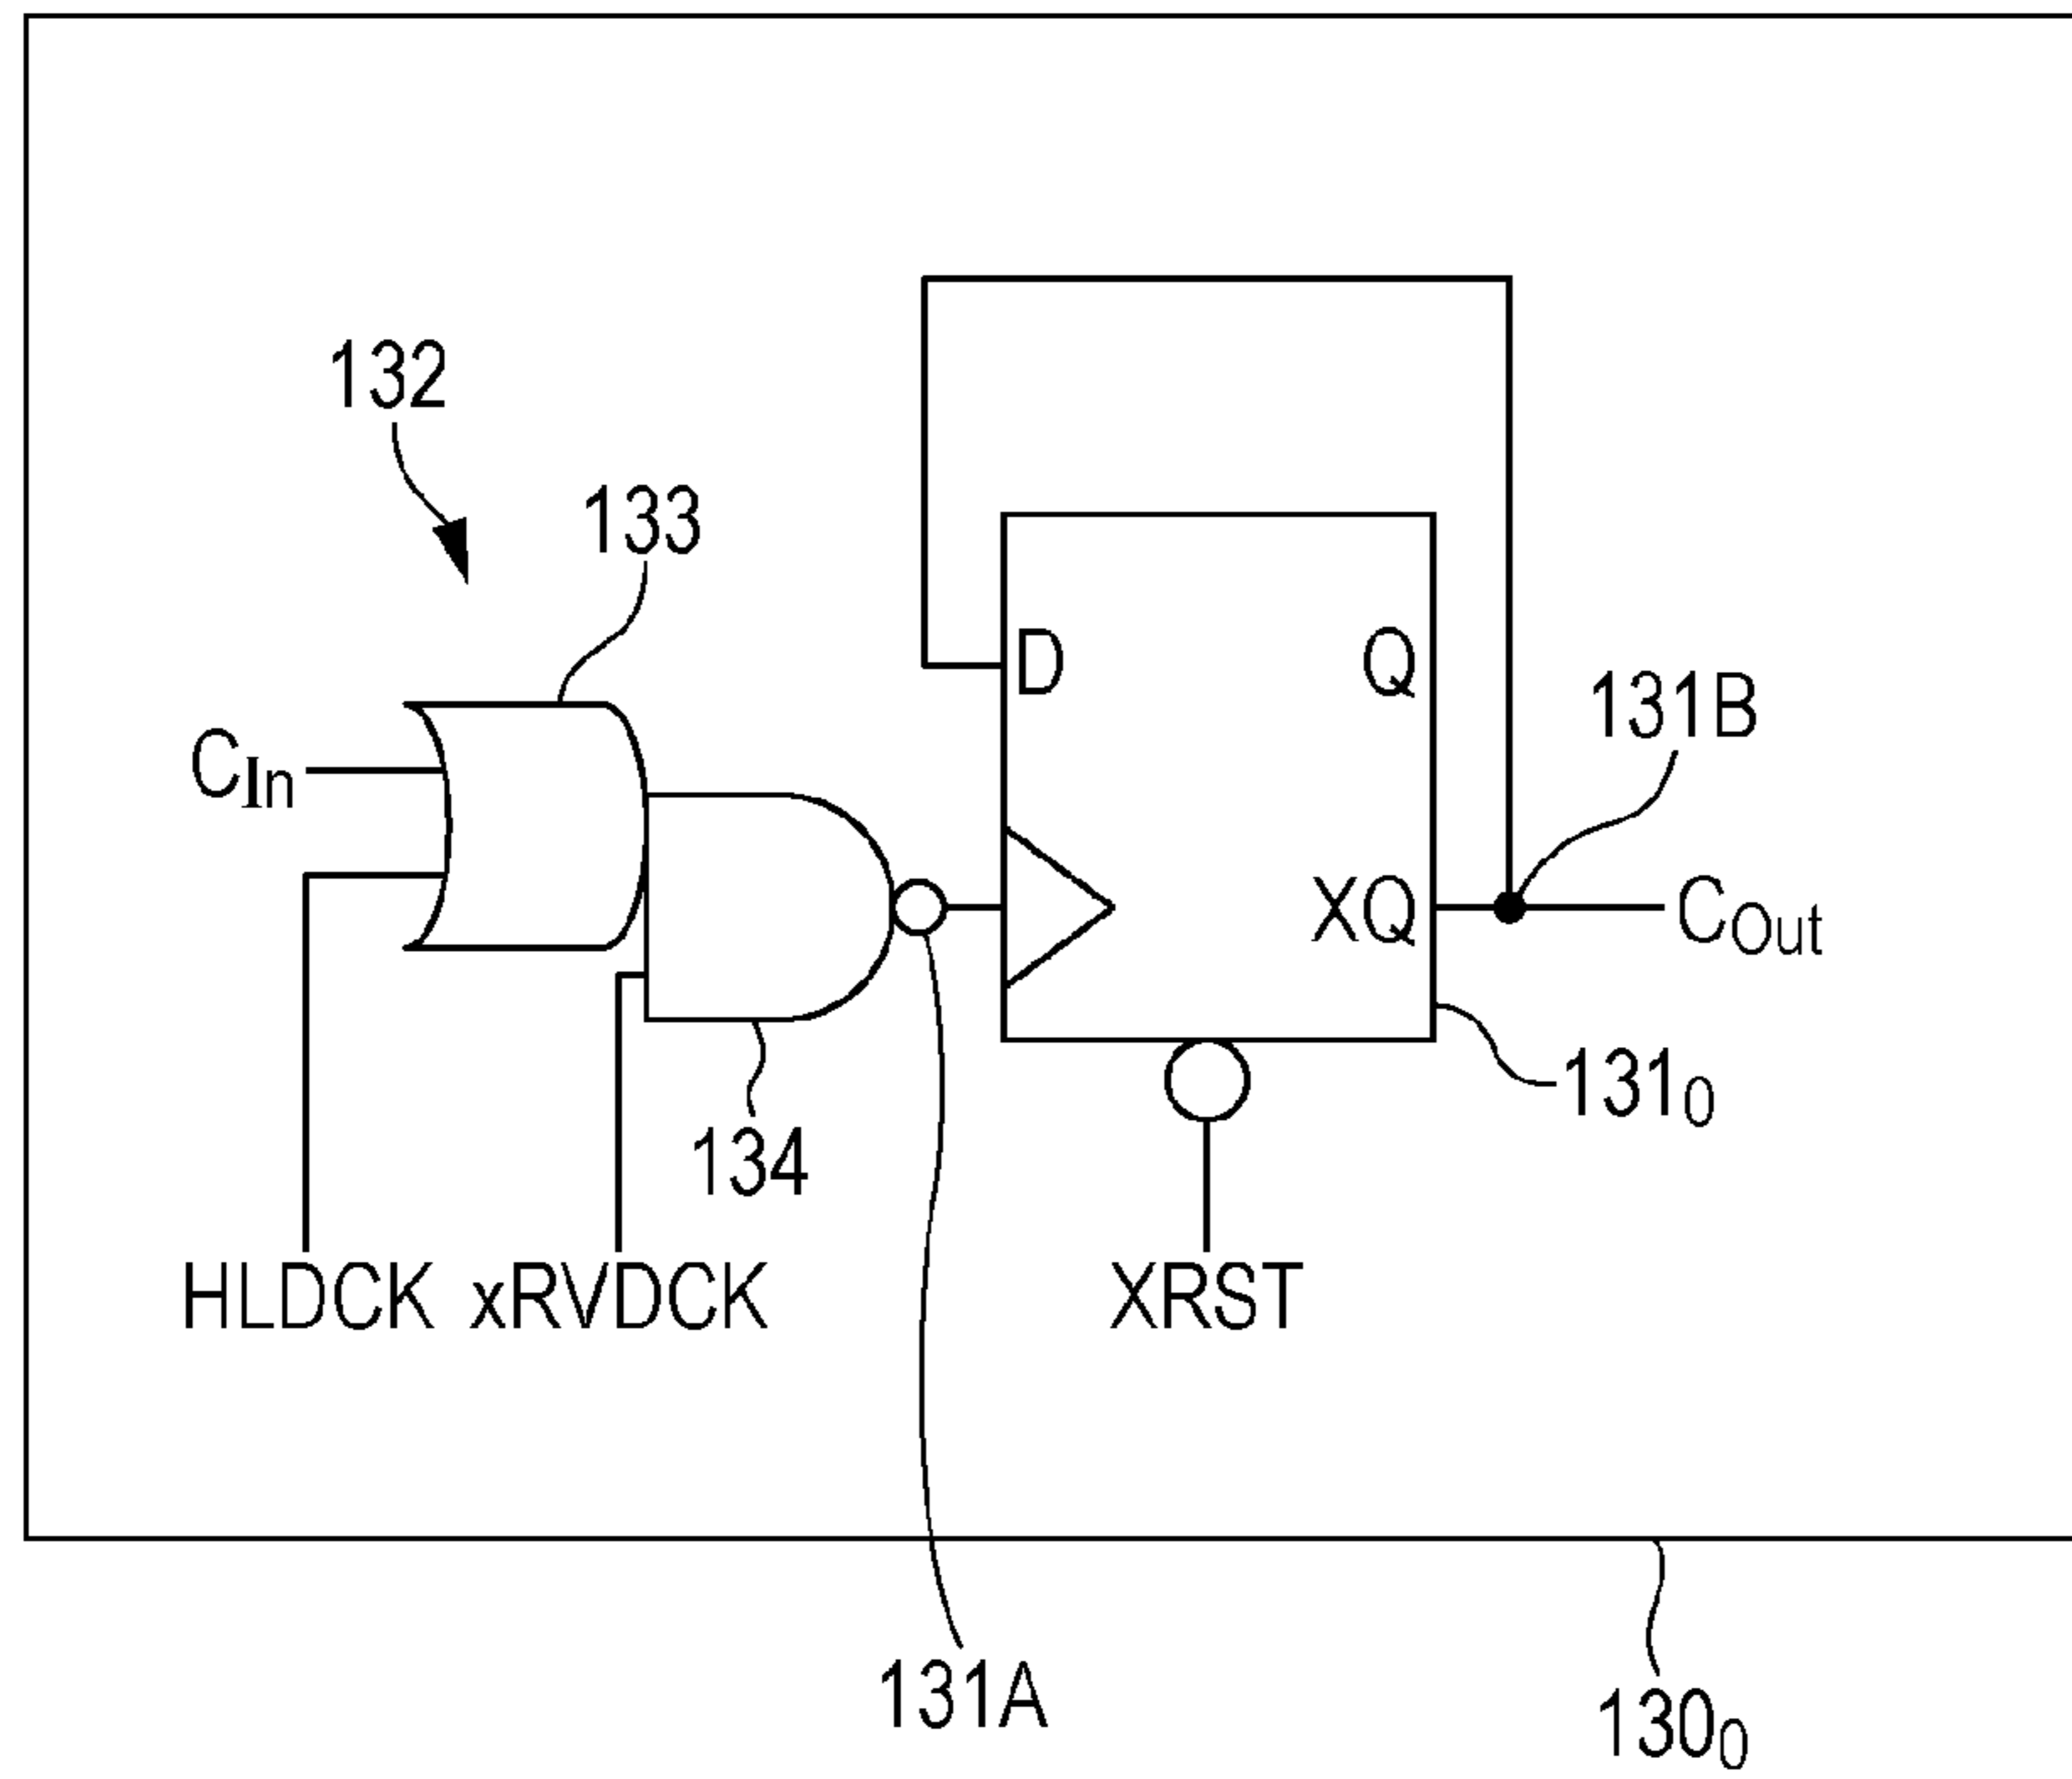 132
133
D
Q
131B
C_In
XQ
C_Out
131_0
134
HLDCK
xRVDCK
XRST
131A
130_0